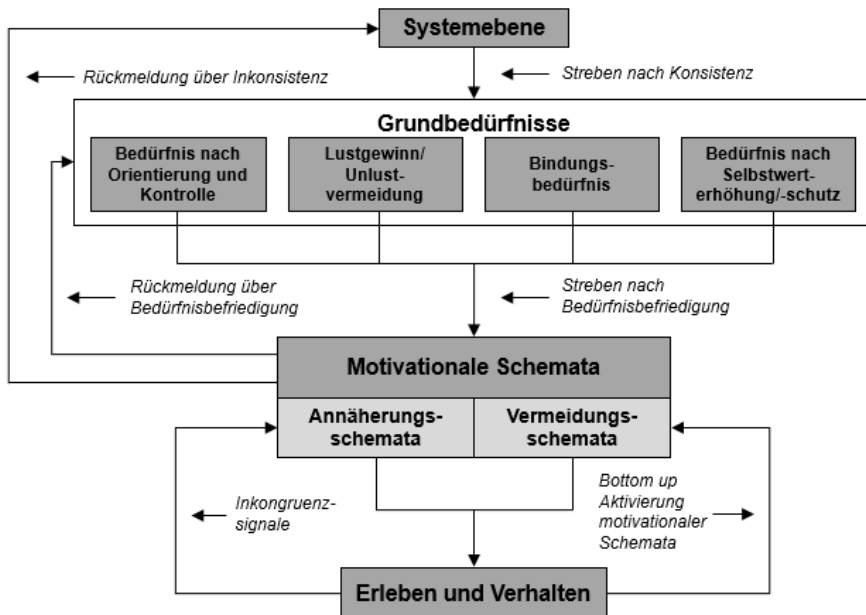 Systemebene
Rückmeldung über Inkonsistenz
Streben nach Konsistenz
Grundbedürfnisse
Bedürfnis nach
Orientierung und
Kontrolle
Lustgewinn/
Unlust-
vermeidung
Bindungs-
bedürfnis
Bedürfnis nach
Selbstwert-
erhöhung/-schutz
Rückmeldung über
Bedürfnisbefriedigung
Streben nach
Bedürfnisbefriedigung
Motivationale Schemata
Annäherungs-
schemata
Vermeidungs-
schemata
Inkongruenz-
signale
Bottom up
Aktivierung
motivationaler
Schemata
Erleben und Verhalten